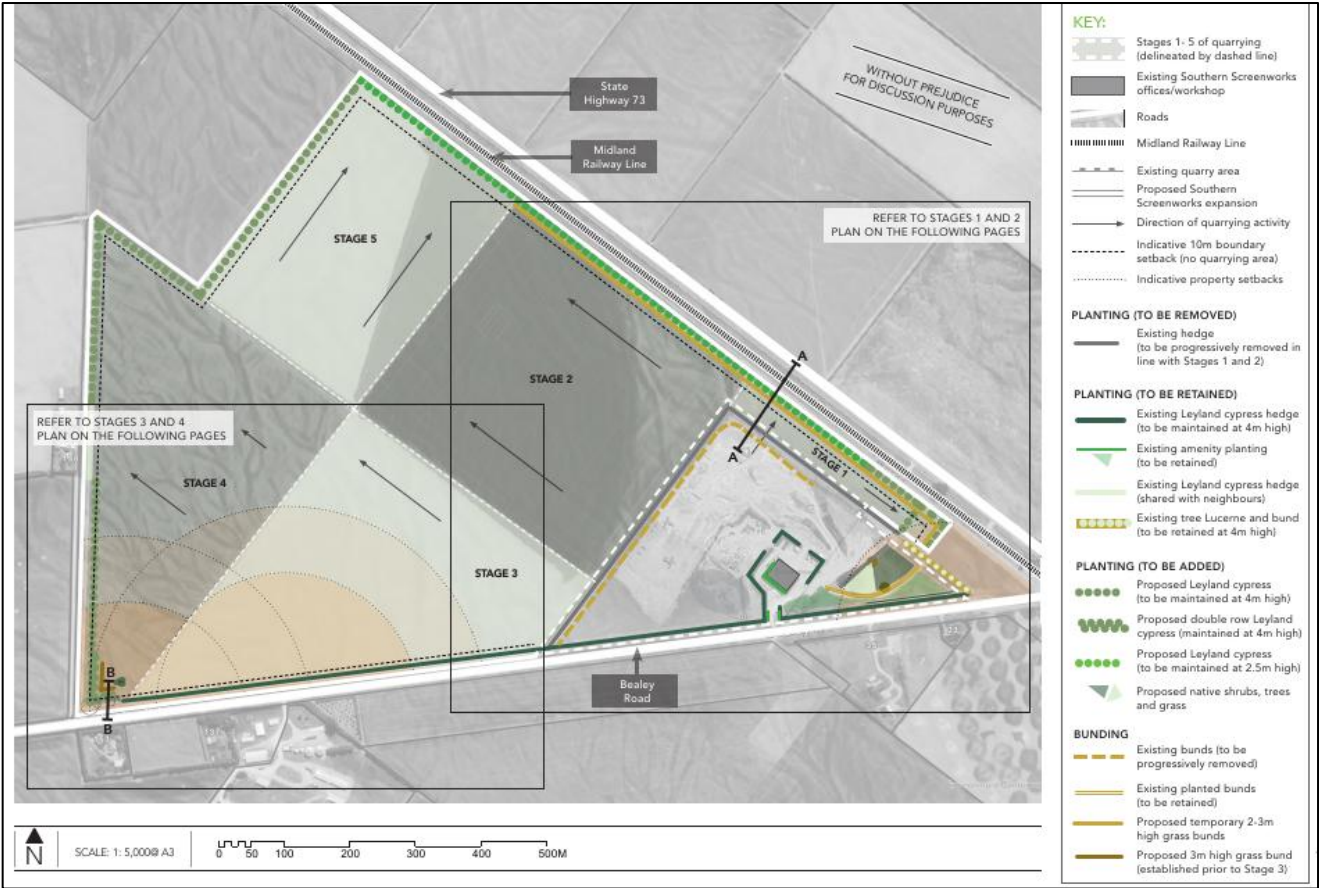 State
Highway 73
WITHOUT PREJUDICE
FOR DISCUSSION PURPOSES
Midland
Railway Line
REFER TO STAGES 1 AND 2
PLAN ON THE FOLLOWING PAGES
STAGE 5
STAGE 2
A
A
REFER TO STAGES 3 AND 4
PLAN ON THE FOLLOWING PAGES
STAGE 1
STAGE 4
STAGE 3
B
B
Bealey
Road
N
SCALE: 1: 5,000@ A3
0 50 100 200 300 400 500M
KEY:
Stages 1- 5 of quarrying
(delineated by dashed line)
Existing Southern Screenworks
offices/workshop
Roads
Midland Railway Line
Existing quarry area
Proposed Southern
Screenworks expansion
Direction of quarrying activity
Indicative 10m boundary
setback (no quarrying area)
Indicative property setbacks
PLANTING (TO BE REMOVED)
Existing hedge
(to be progressively removed in
line with Stages 1 and 2)
PLANTING (TO BE RETAINED)
Existing Leyland cypress hedge
(to be maintained at 4m high)
Existing amenity planting
(to be retained)
Existing Leyland cypress hedge
(shared with neighbours)
Existing tree Lucerne and bund
(to be retained at 4m high)
PLANTING (TO BE ADDED)
Proposed Leyland cypress
(to be maintained at 4m high)
Proposed double row Leyland
cypress (maintained at 4m high)
Proposed Leyland cypress
(to be maintained at 2.5m high)
Proposed native shrubs, trees
and grass
BUNDING
Existing bunds (to be
progressively removed)
Existing planted bunds
(to be retained)
Proposed temporary 2-3m
high grass bunds
Proposed 3m high grass bund
(established prior to Stage 3)